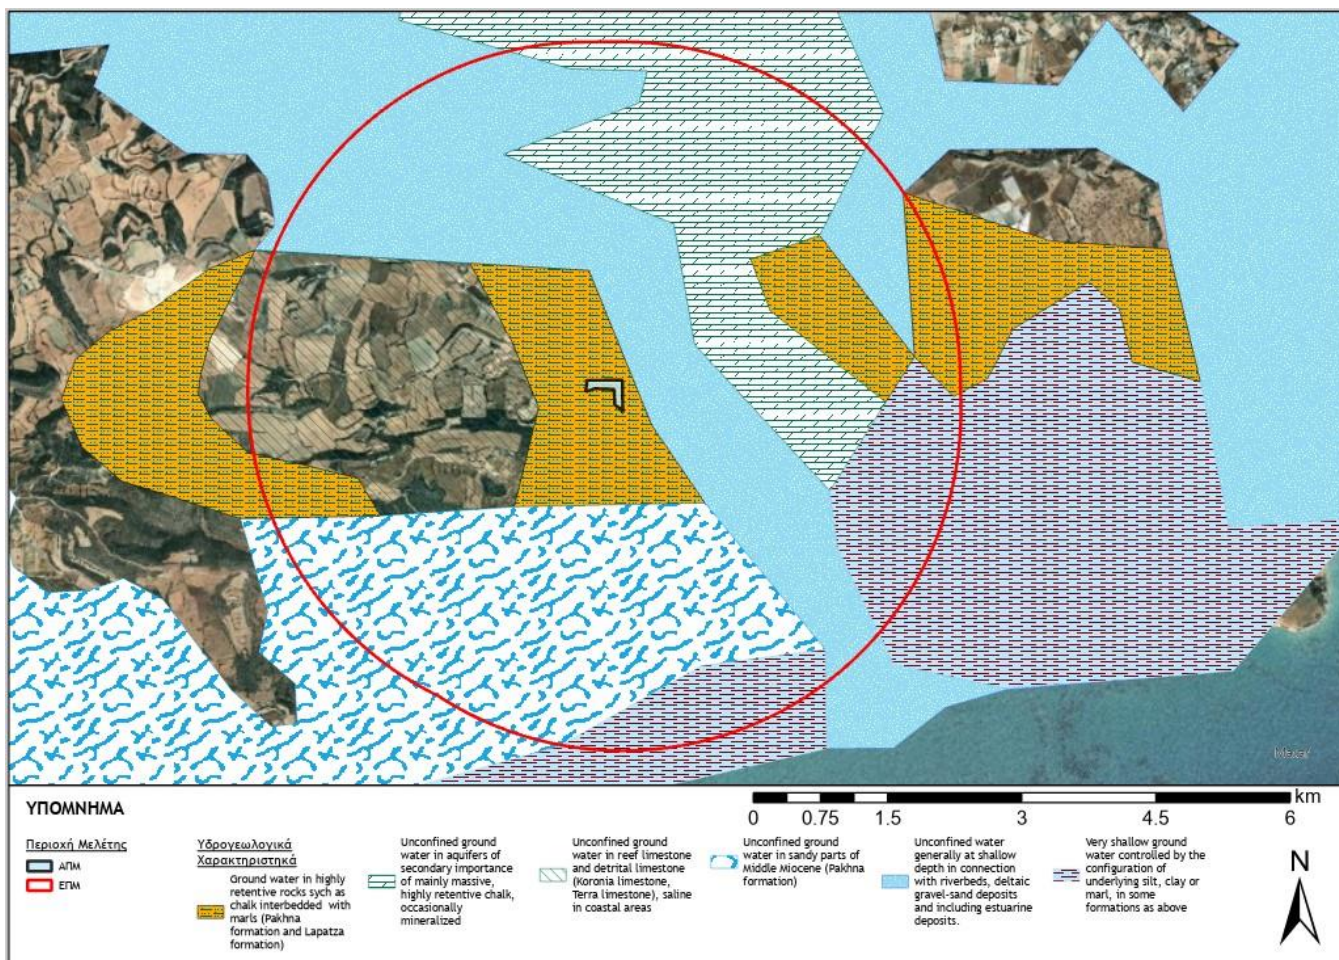 Maxar
ΥΠΟΜΝΗΜΑ
km
0 0.75 1.5 3 4.5 6
Περιοχή Μελέτης
ΑΠΜ
ΕΠΜ
Υδρογεωλογικά
Χαρακτηριστικά
Ground water in highly
retentive rocks sych as
chalk interbedded with
marls (Pakhna
formation and Lapatza
formation)
Unconfined ground
water in aquifers of
secondary importance
of mainly massive,
highly retentive chalk,
occasionally
mineralized
Unconfined ground
water in reef limestone
and detrital limestone
(Koronia limestone,
Terra limestone), saline
in coastal areas
Unconfined ground
water in sandy parts of
Middle Miocene (Pakhna
formation)
Unconfined water
generally at shallow
depth in connection
with riverbeds, deltaic
gravel-sand deposits
and including estuarine
deposits.
Very shallow ground
water controlled by the
configuration of
underlying silt, clay or
marl, in some
formations as above
N